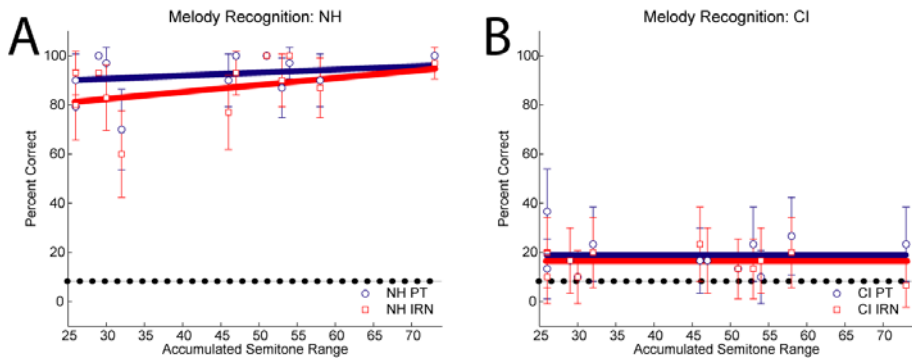 A
Melody Recognition: NH
Percent Correct
100
80
60
40
20
0
NH PT
NH IRN
25 30 35 40 45 50 55 60 65 70
Accumulated Semitone Range
B
Melody Recognition: CI
Percent Correct
100
80
60
40
20
0
CI PT
CI IRN
25 30 35 40 45 50 55 60 65 70
Accumulated Semitone Range